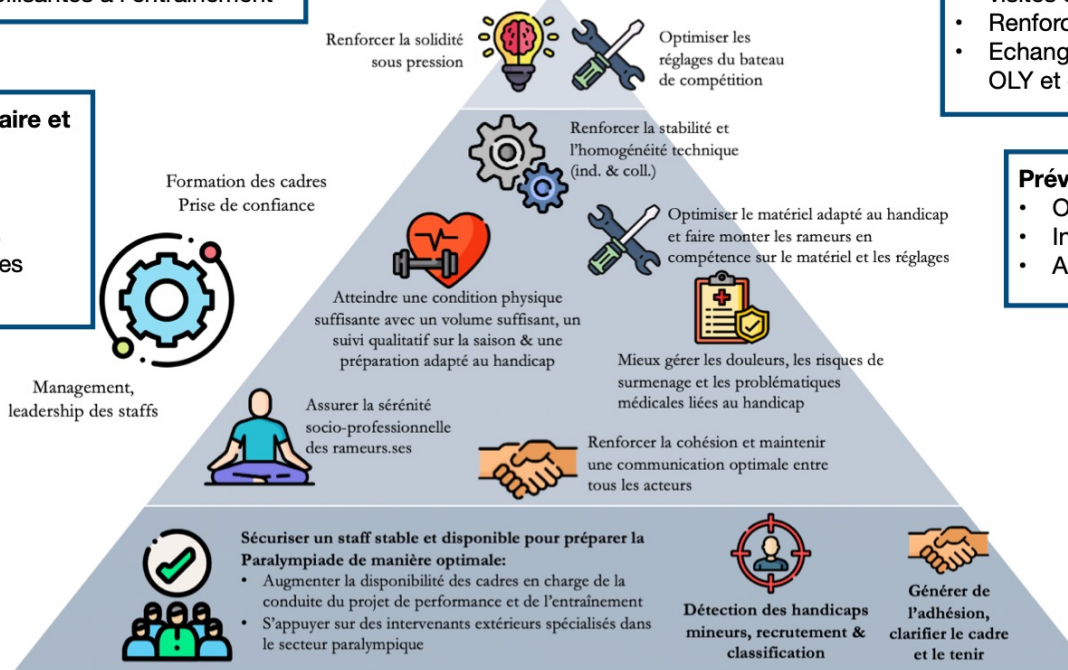 à l'entraînement
Renforcer la solidité
sous pression
Optimiser les
réglages du bateau
de compétition
OLY et
aire et
Renforcer la stabilité et
l'homogénéité technique
(ind. & coll.)
Formation des cadres
Prise de confiance
Prév
Optimiser le matériel adapté au handicap
et faire monter les rameurs en
compétence sur le matériel et les réglages
es
Atteindre une condition physique
suffisante avec un volume suffisant, un
suivi qualitatif sur la saison & une
préparation adapté au handicap
Mieux gérer les douleurs, les risques de
surmenage et les problématiques
médicales liées au handicap
Management,
leadership des staffs
Assurer la sérénité
socio-professionnelle
des rameurs.ses
Renforcer la cohésion et maintenir
une communication optimale entre
tous les acteurs
Sécuriser un staff stable et disponible pour préparer la
Paralympiade de manière optimale:
• Augmenter la disponibilité des cadres en charge de la
conduite du projet de performance et de l'entraînement
• S'appuyer sur des intervenants extérieurs spécialisés dans
le secteur paralympique
Détection des handicaps
mineurs, recrutement &
classification
Générer de
l'adhésion,
clarifier le cadre
et le tenir